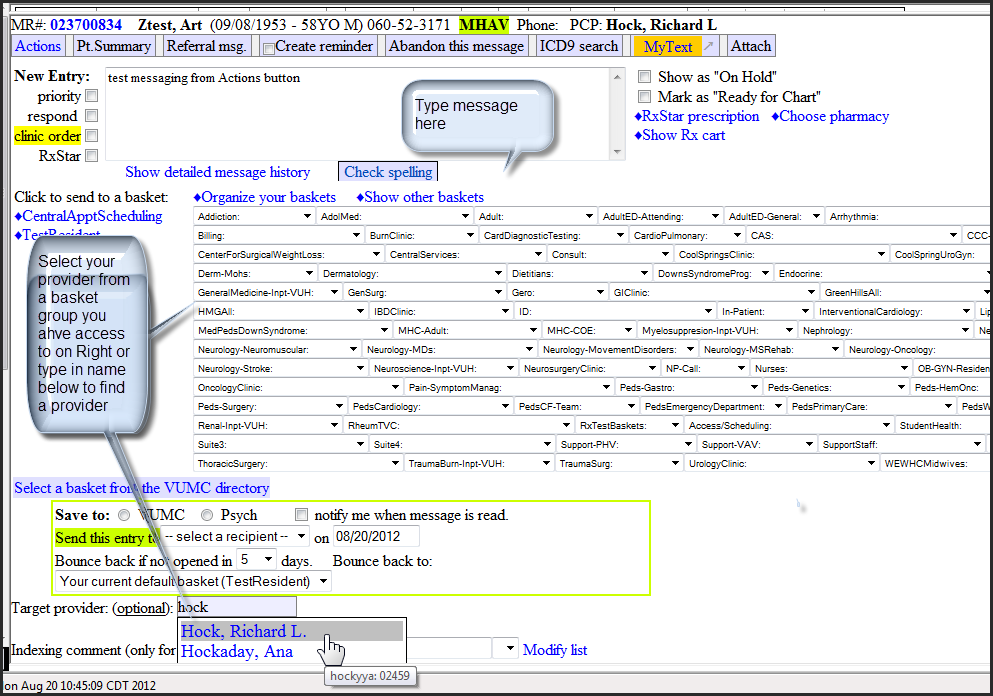 MR#: 023700834 Ztest, Art (09/08/1953 - 58YO M) 060-52-3171 MHAV Phone: PCP: Hock, Richard L
Actions Pt.Summary Referral msg. Create reminder Abandon this message ICD9 search MyText Attach
New Entry: test messaging from Actions button
priority
respond
clinic order
RxStar
Type message
here
Show as "On Hold"
Mark as "Ready for Chart"
♦RxStar prescription ♦Choose pharmacy
♦Show Rx cart
Show detailed message history Check spelling
Click to send to a basket: ♦Organize your baskets ♦Show other baskets
♦CentralApptScheduling
♦TestResident
Select your
provider from
a basket
group you
ahve access
to on Right or
type in name
below to find
a provider
Addiction: AdolMed: Adult: AdultED-Attending: AdultED-General: Arrhythmia:
Billing: BurnClinic: CardDiagnosticTesting: CardioPulmonary: CAS: CCC-
CenterForSurgicalWeightLoss: CentralServices: Consult: CoolSpringsClinic: CoolSpringUroGyn:
Derm-Mohs: Dermatology: Dietitians: DownsSyndromeProg: Endocrine:
GeneralMedicine-Inpt-VUH: GenSurg: Gero: GIClinic: GreenHillsAll:
HMGAll: IBDClinic: ID: In-Patient: InterventionalCardiology: Lip
MedPedsDownSyndrome: MHC-Adult: MHC-COE: Myelosuppresion-Inpt-VUH: Nephrology: Neo
Neurology-Neuromuscular: Neurology-MDs: Neurology-MovementDisorders: Neurology-MSRehab: Neurology-Oncology:
Neurology-Stroke: Neuroscience-Inpt-VUH: NeurosurgeryClinic: NP-Call: Nurses: OB-GYN-Residen
OncologyClinic: Pain-SymptomManag: Peds-Gastro: Peds-Genetics: Peds-HemOnc:
Peds-Surgery: PedsCardiology: PedsCF-Team: PedsEmergencyDepartment: PedsPrimaryCare: PedsW
Renal-Inpt-VUH: RheumTVC: RxTestBaskets: Access/Scheduling: StudentHealth:
Suite3: Suite4: Support-PHV: Support-VAV: SupportStaff:
ThoracicSurgery: TraumaBurn-Inpt-VUH: TraumaSurg: UrologyClinic: WEWHCMidwives:
Select a basket from the VUMC directory
Save to: VUMC Psych notify me when message is read.
Send this entry to -- select a recipient -- on 08/20/2012
Bounce back if not opened in 5 days. Bounce back to:
Your current default basket (TestResident)
Target provider: (optional): hock
Hock, Richard L.
Indexing comment (only for Hockaday, Ana Modify list
hockyya: 02459
on Aug 20 10:45:09 CDT 2012